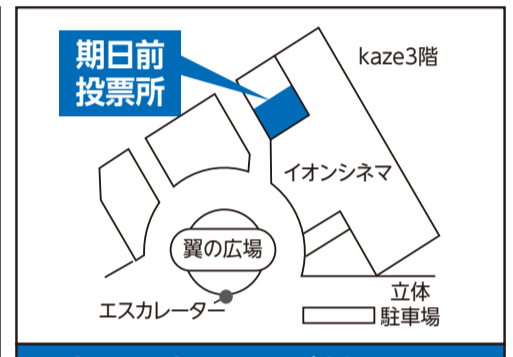 期日前
投票所
kaze3階
イオンシネマ
翼の広場
エスカレーター
立体
駐車場